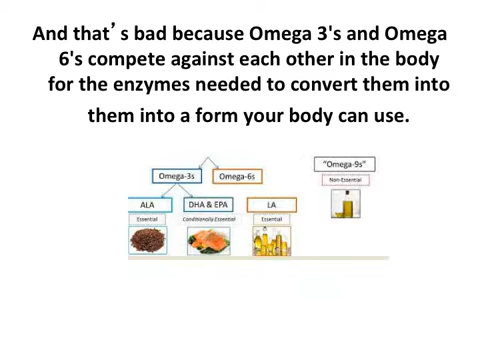 And that’s bad because Omega 3's and Omega
6's compete against each other in the body
for the enzymes needed to convert them into
them into a form your body can use.
Omega-3s
Omega-6s
"Omega-9s"
Non-Essential
ALA
DHA & EPA
LA
Essential
Conditionally Essential
Essential